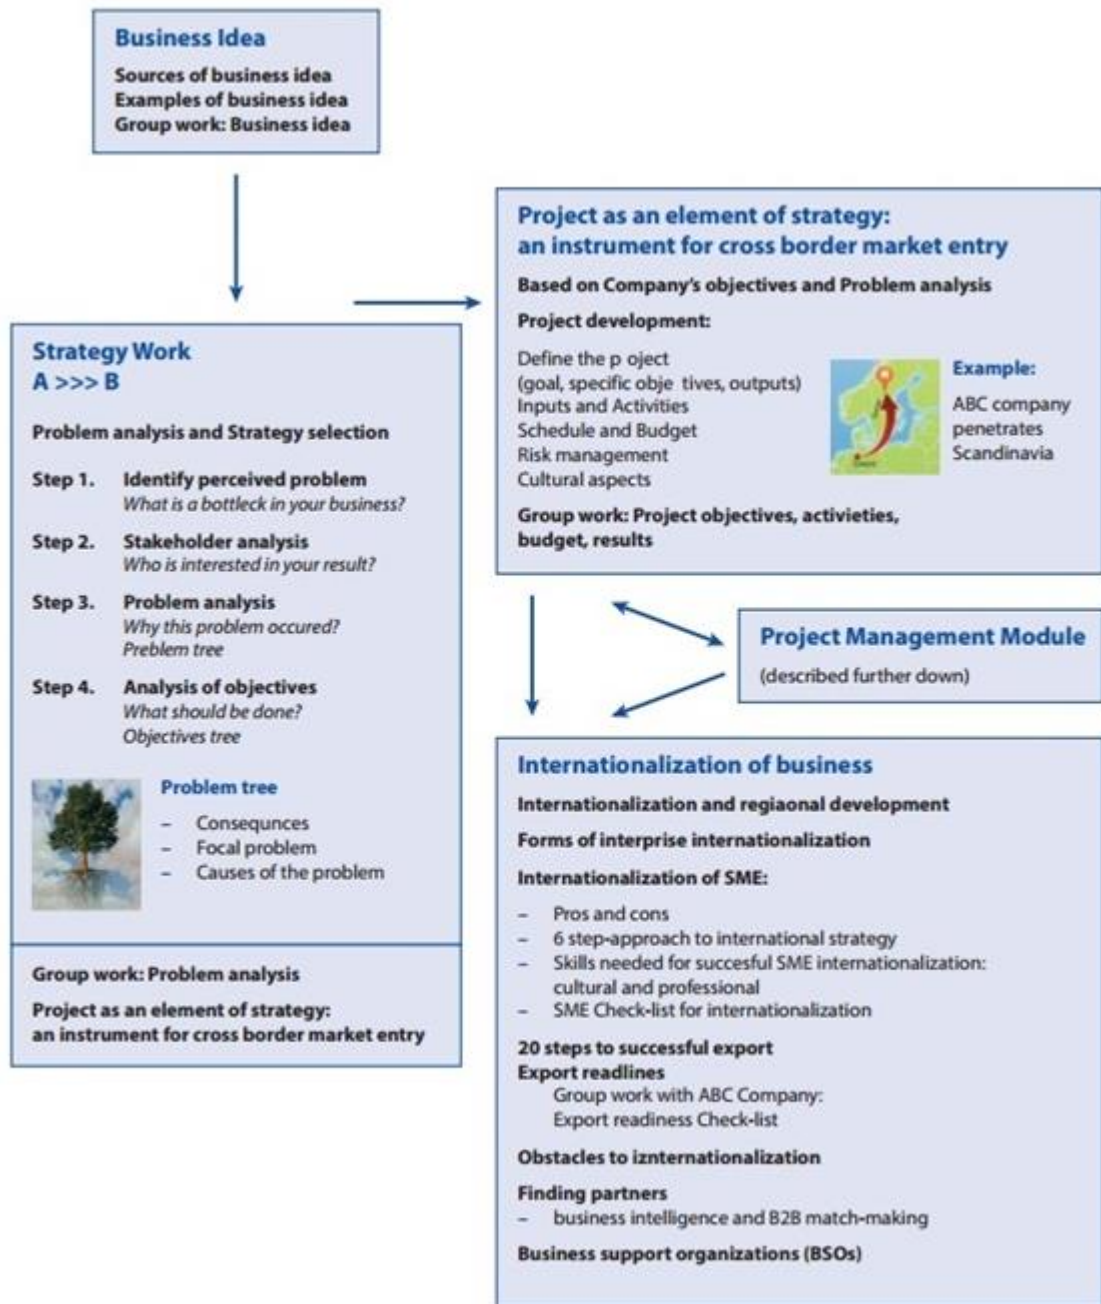 Business Idea
Sources of business idea
Examples of business idea
Group work: Business idea
Strategy Work
A >>> B
Problem analysis and Strategy selection
Step 1. Identify perceived problem
What is a bottleck in your business?
Step 2. Stakeholder analysis
Who is interested in your result?
Step 3. Problem analysis
Why this problem occured?
Preblem tree
Step 4. Analysis of objectives
What should be done?
Objectives tree
Problem tree
– Consequnces
– Focal problem
– Causes of the problem
Group work: Problem analysis
Project as an element of strategy:
an instrument for cross border market entry
Project as an element of strategy:
an instrument for cross border market entry
Based on Company's objectives and Problem analysis
Project development:
Define the p oject
(goal, specific obje tives, outputs)
Inputs and Activities
Schedule and Budget
Risk management
Cultural aspects
Example:
ABC company
penetrates
Scandinavia
Group work: Project objectives, activieties,
budget, results
Project Management Module
(described further down)
Internationalization of business
Internationalization and regiaonal development
Forms of interprise internationalization
Internationalization of SME:
– Pros and cons
– 6 step-approach to international strategy
– Skills needed for succesful SME internationalization:
cultural and professional
– SME Check-list for internationalization
20 steps to successful export
Export readlines
Group work with ABC Company:
Export readiness Check-list
Obstacles to iznternationalization
Finding partners
– business intelligence and B2B match-making
Business support organizations (BSOs)